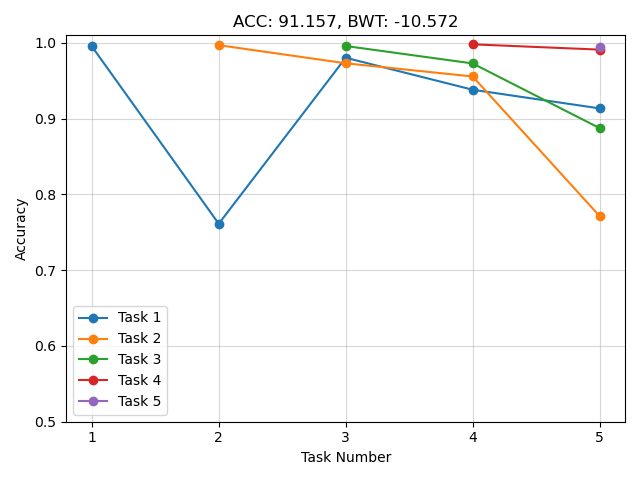 ACC: 91.157, BWT: -10.572
1.0
0.9
0.8
0.7
0.6
0.5
Accuracy
Task 1
Task 2
Task 3
Task 4
Task 5
1 2 3 4 5
Task Number